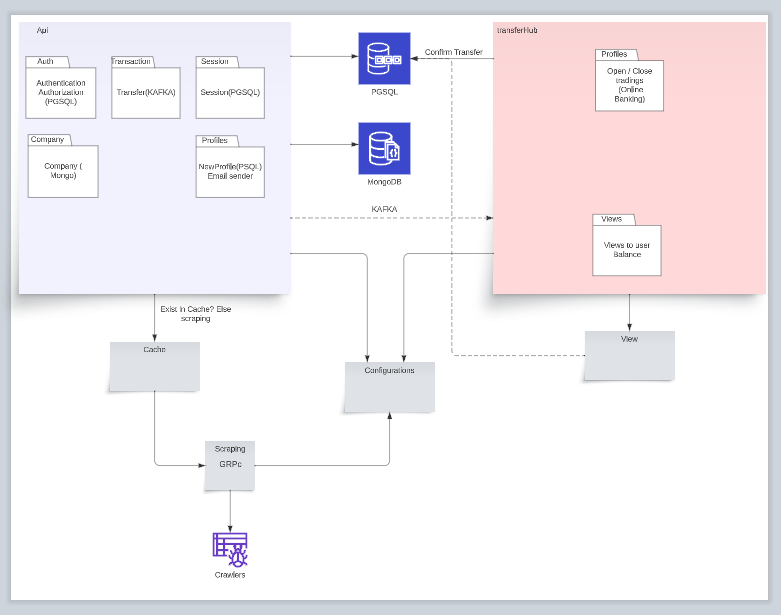 Api
Auth
Authentication
Authorization
(PGSQL)
Transaction
Transfer(KAFKA)
Session
Session(PGSQL)
Company
Company (
Mongo)
Profiles
NewProfile(PSQL)
Email sender
PGSQL
MongoDB
Confirm Transfer
KAFKA
transferHub
Profiles
Open / Close
tradings
(Online
Banking)
Views
Views to user
Balance
Exist In Cache? Else
scraping
Cache
Configurations
View
Scraping
GRPc
Crawlers